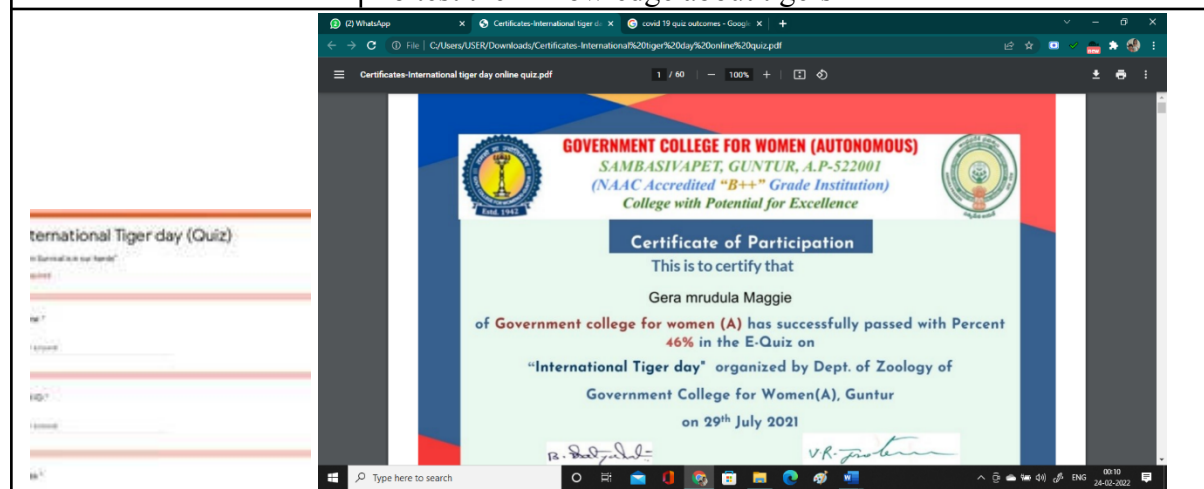 (2) WhatsApp
Certificates-International tiger d
covid 19 quiz outcomes - Googl
File
C:/Users/USER/Downloads/Certificates-International%20tiger%20day%20online%20quiz.pdf
Certificates-International tiger day online quiz.pdf
1 / 60
100%
GOVERNMENT COLLEGE FOR WOMEN (AUTONOMOUS)
SAMBASIVAPET, GUNTUR, A.P-522001
(NAAC Accredited "B++" Grade Institution)
College with Potential for Excellence
Estd. 1942
Certificate of Participation
This is to certify that
Gera mrudula Maggie
of Government college for women (A) has successfully passed with Percent
46% in the E-Quiz on
"International Tiger day" organized by Dept. of Zoology of
Government College for Women(A), Guntur
on 29th July 2021
ternational Tiger day (Quiz)
Type here to search
ENG
00:10
24-02-2022